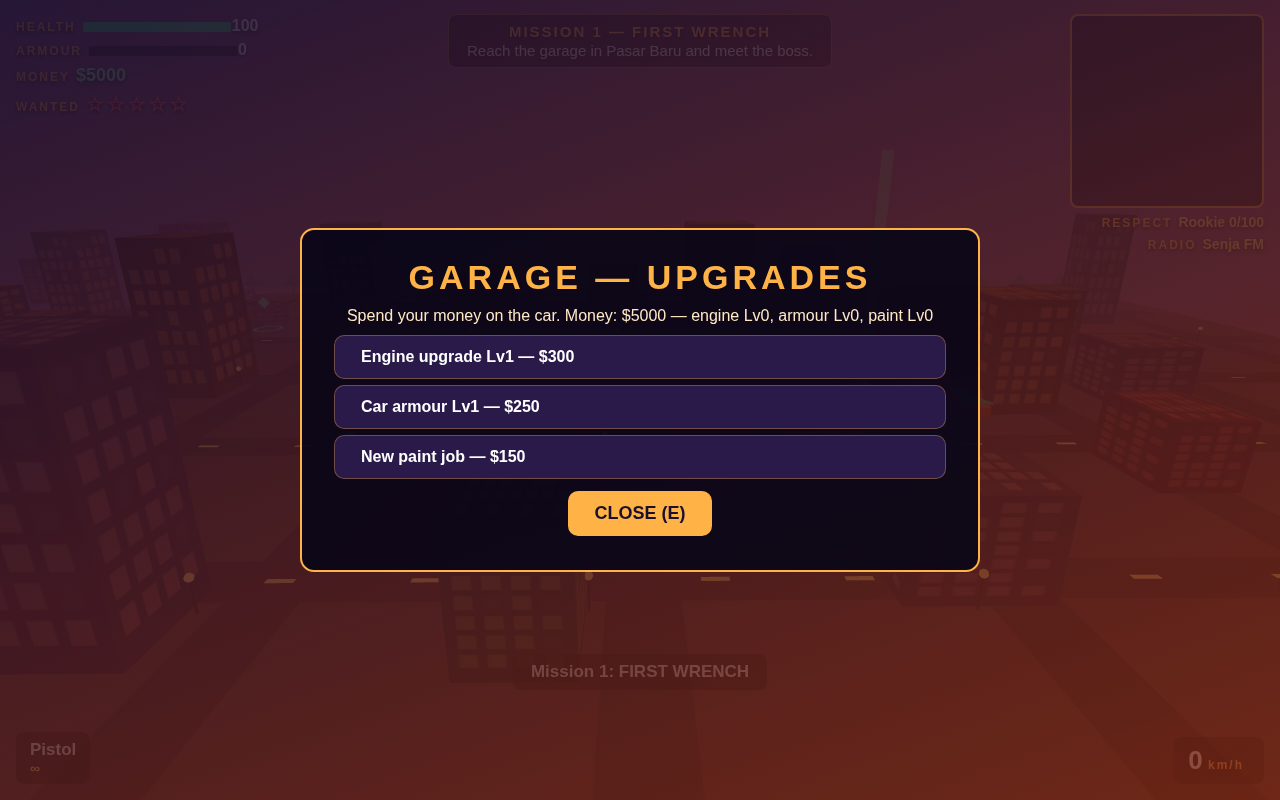 HEALTH 100
ARMOUR 0
MONEY $5000
WANTED ☆☆☆☆☆
MISSION 1 — FIRST WRENCH
Reach the garage in Pasar Baru and meet the boss.
RESPECT Rookie 0/100
RADIO Senja FM
GARAGE — UPGRADES
Spend your money on the car. Money: $5000 — engine Lv0, armour Lv0, paint Lv0
Engine upgrade Lv1 — $300
Car armour Lv1 — $250
New paint job — $150
CLOSE (E)
Mission 1: FIRST WRENCH
Pistol
∞
0 km/h